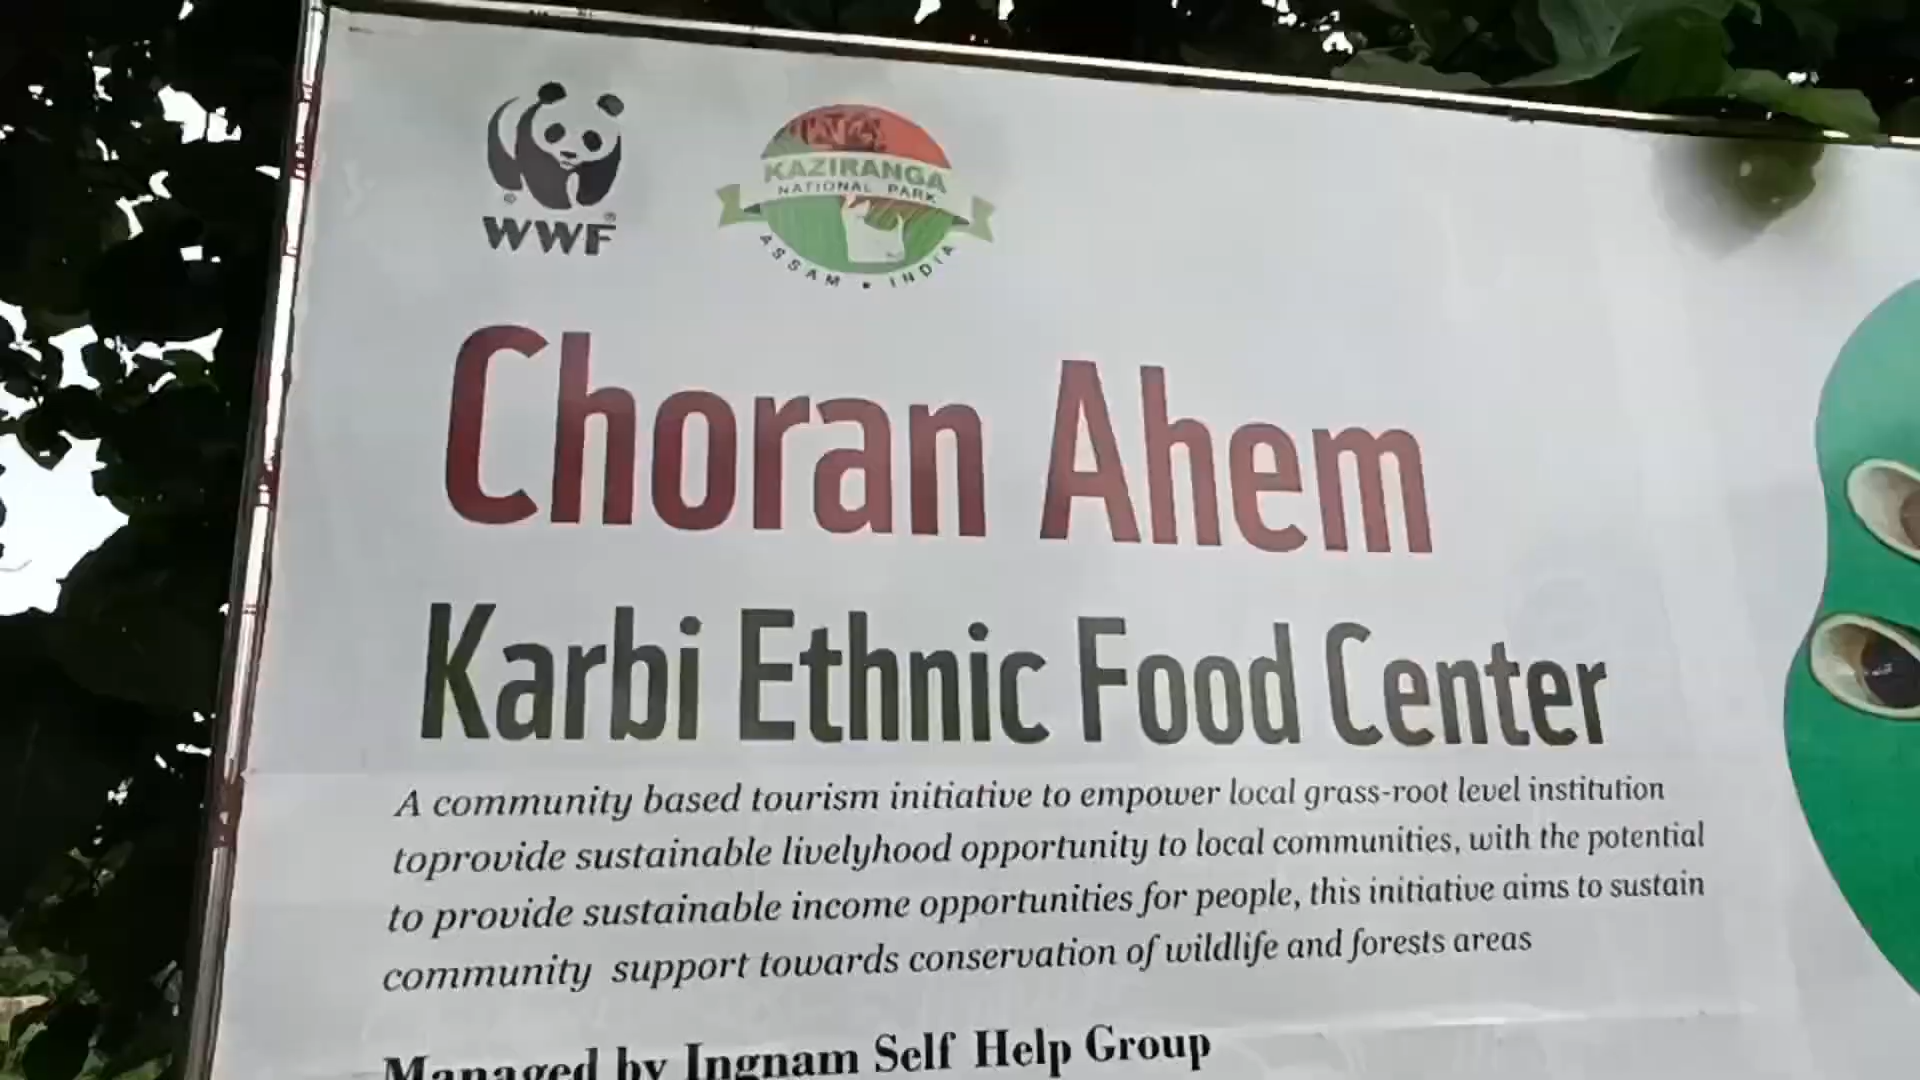 WWF
KAZIRANGA
NATIONAL PARK
ASSAM • INDIA
Choran Ahem
Karbi Ethnic Food Center
A community based tourism initiative to empower local grass-root level institution
toprovide sustainable livelyhood opportunity to local communities, with the potential
to provide sustainable income opportunities for people, this initiative aims to sustain
community support towards conservation of wildlife and forests areas
Managed by Ingnam Self Help Group